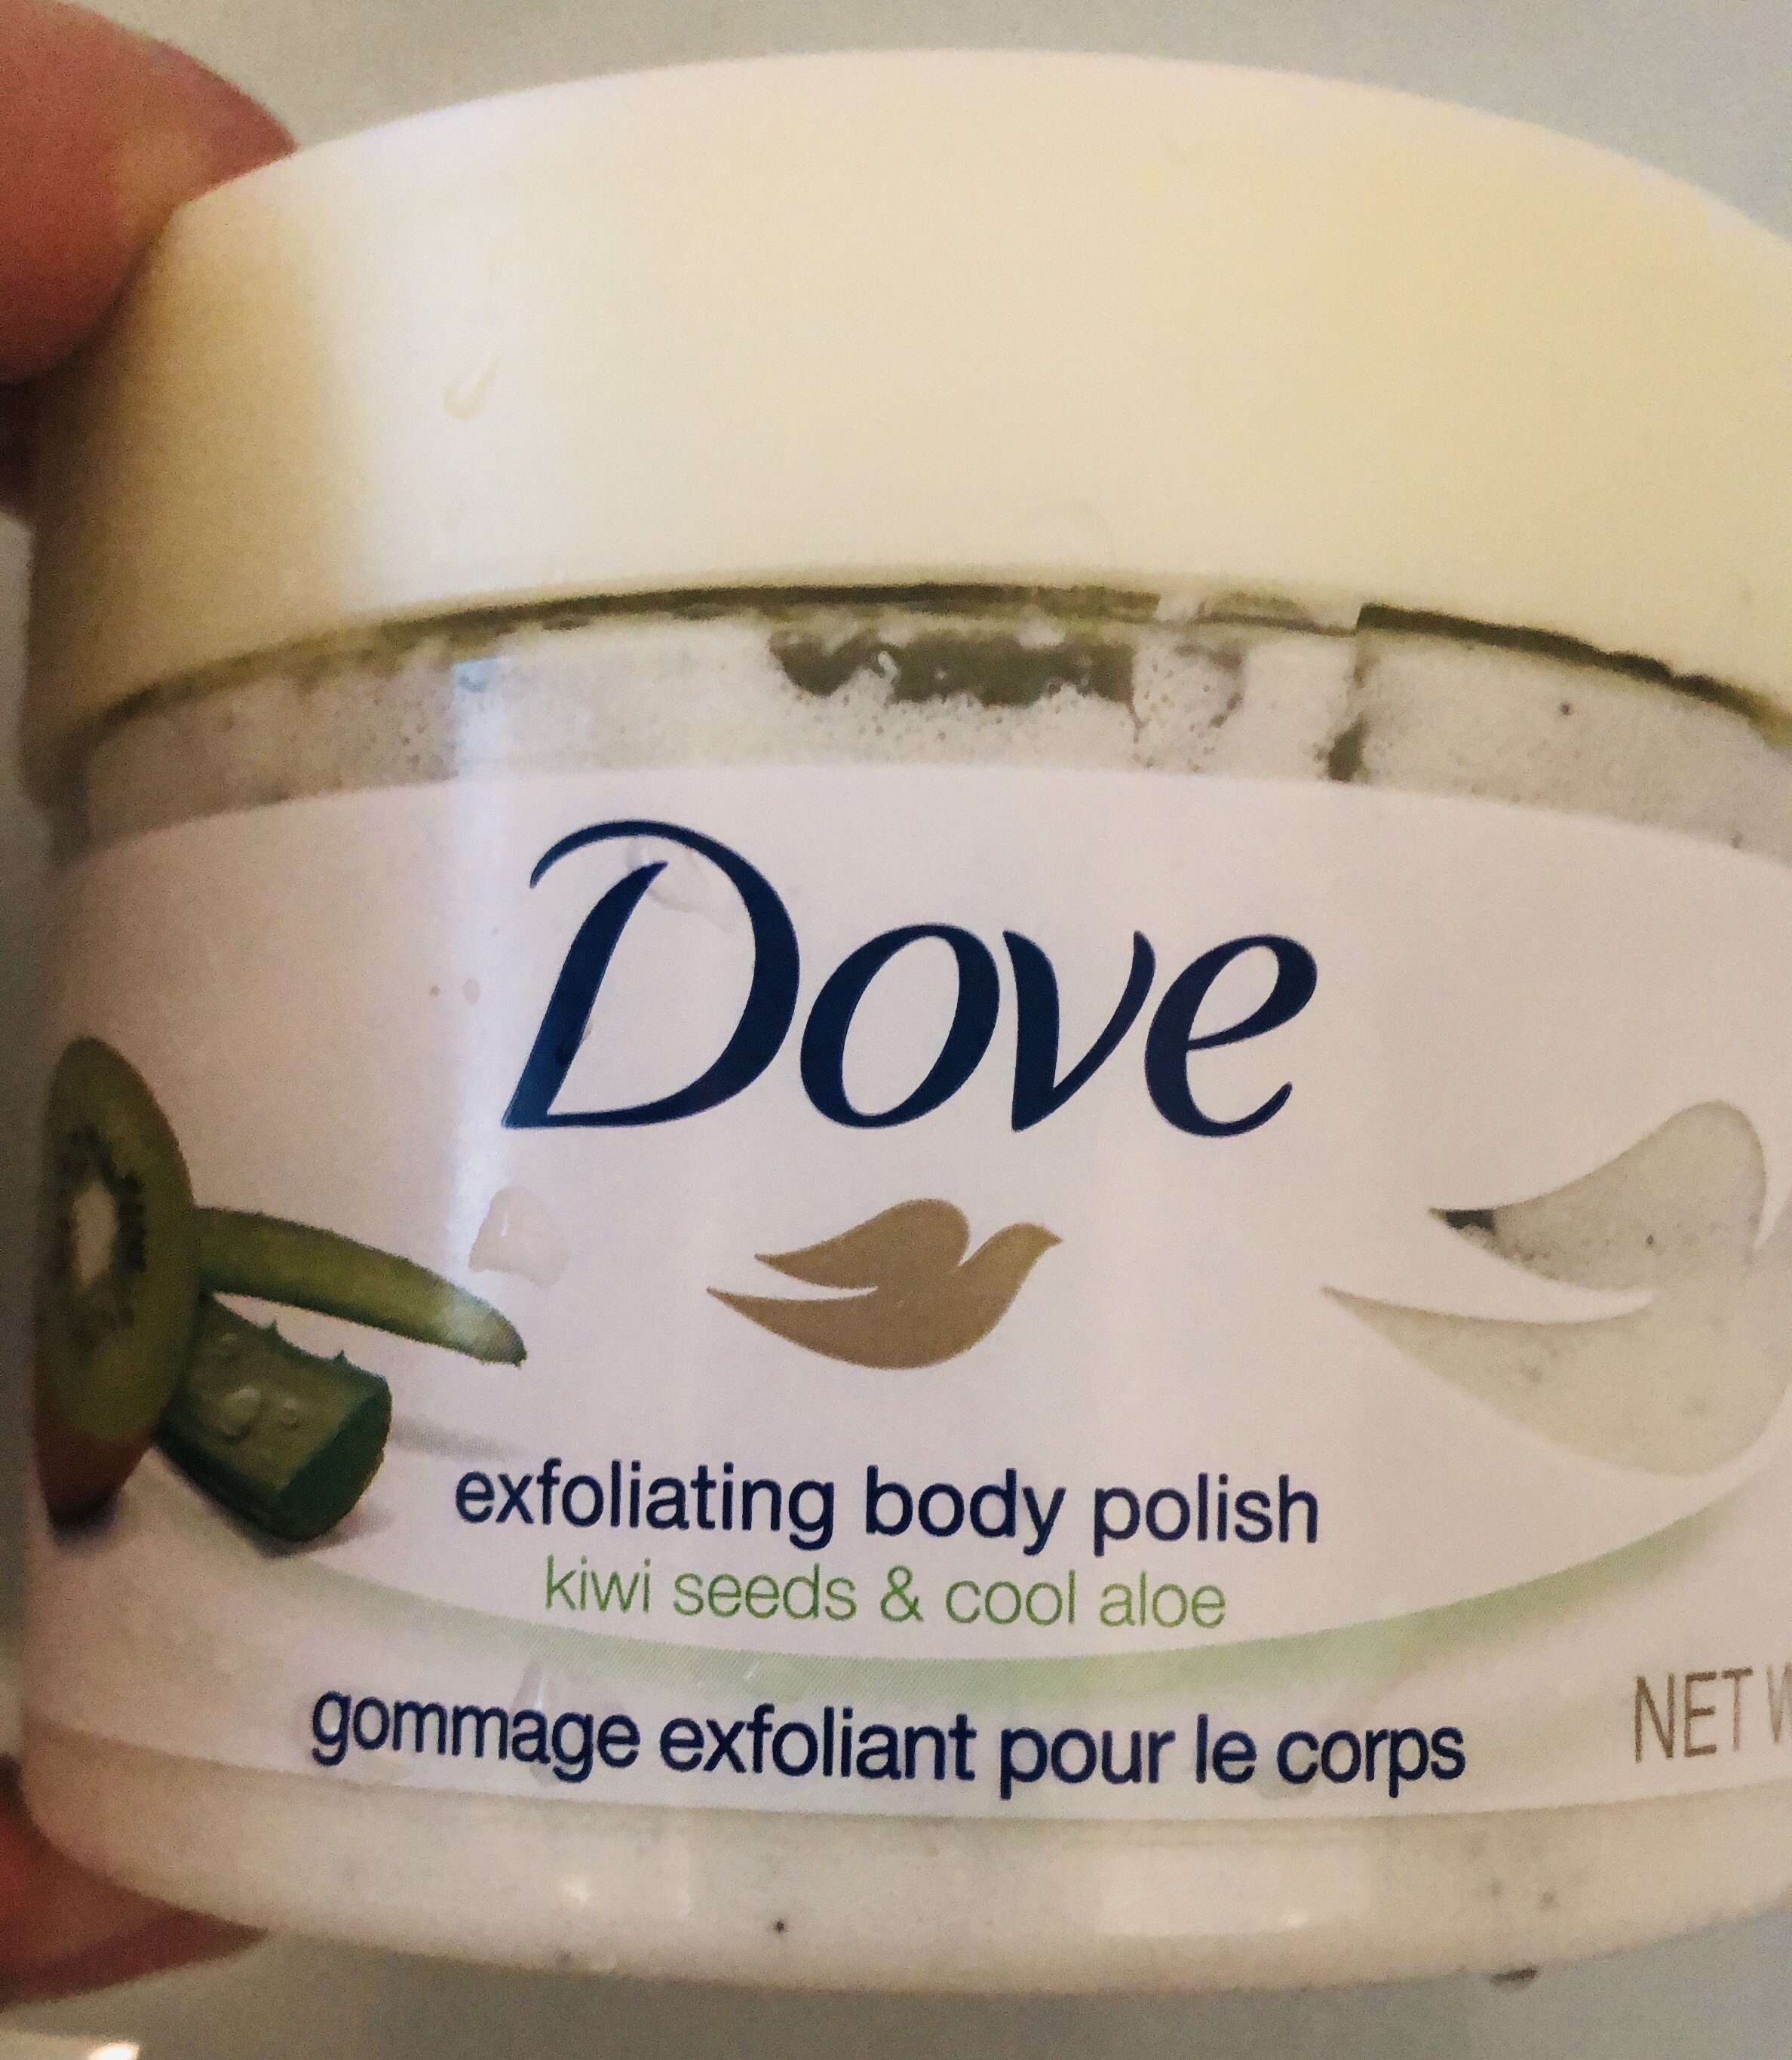 Dove
exfoliating body polish
kiwi seeds & cool aloe
gommage exfoliant pour le corps
NET